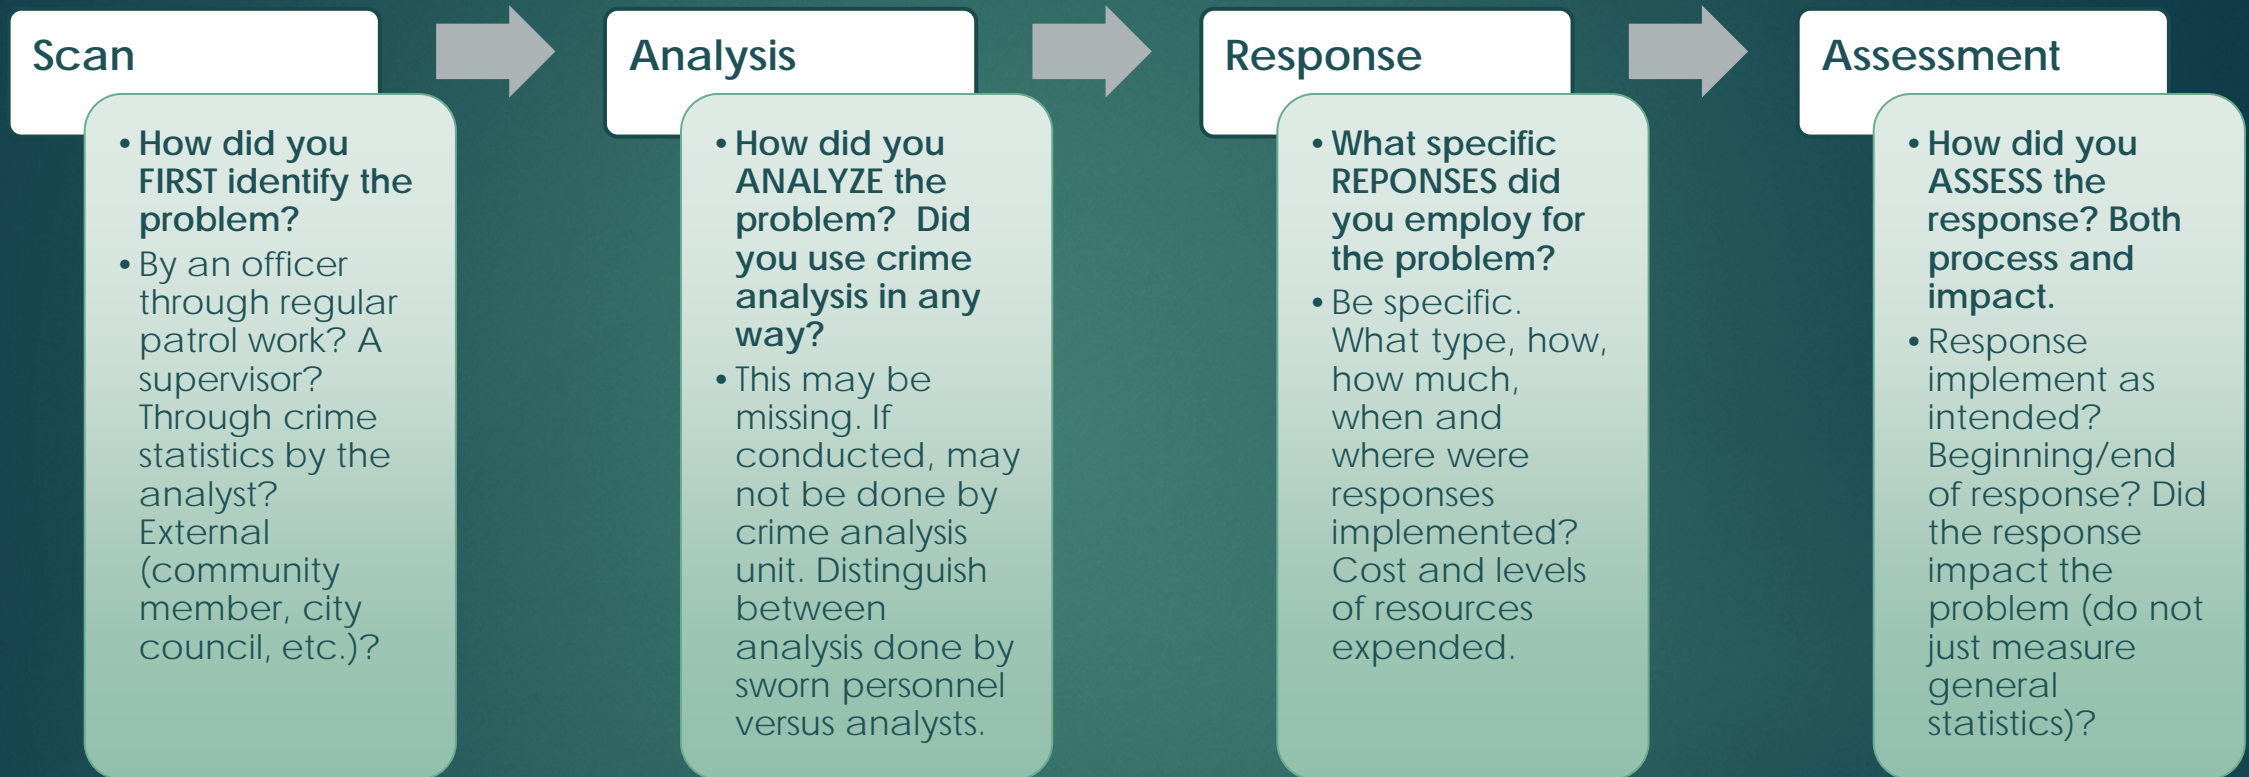 Scan
• How did you
FIRST identify the
problem?
• By an officer
through regular
patrol work? A
supervisor?
Through crime
statistics by the
analyst?
External
(community
member, city
council, etc.)?
Analysis
• How did you
ANALYZE the
problem?  Did
you use crime
analysis in any
way?
• This may be
missing. If
conducted, may
not be done by
crime analysis
unit. Distinguish
between
analysis done by
sworn personnel
versus analysts.
Response
• What specific
REPONSES did
you employ for
the problem?
• Be specific.
What type, how,
how much,
when and
where were
responses
implemented?
Cost and levels
of resources
expended.
Assessment
• How did you
ASSESS the
response? Both
process and
impact.
• Response
implement as
intended?
Beginning/end
of response? Did
the response
impact the
problem (do not
just measure
general
statistics)?